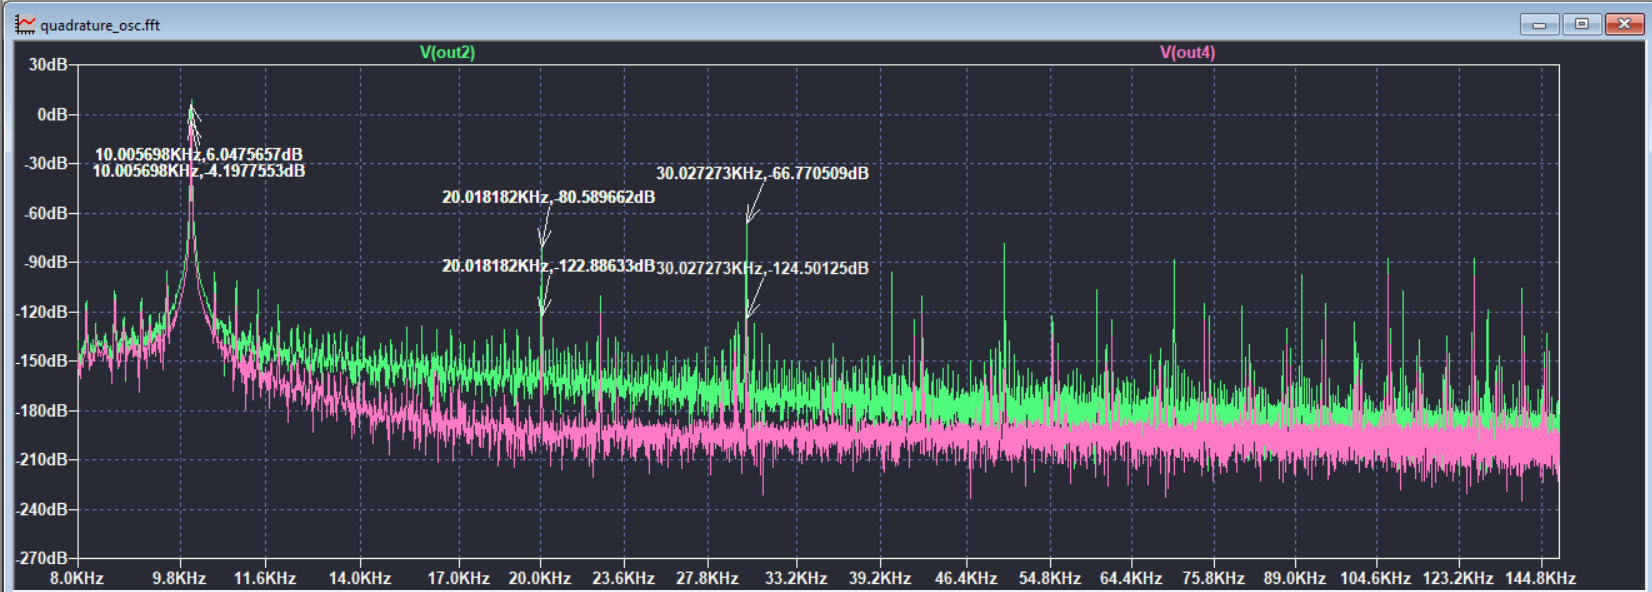 quadrature_osc.fft
V(out2)
V(out4)
30dB
0dB
-30dB
-60dB
-90dB
-120dB
-150dB
-180dB
-210dB
-240dB
-270dB
10.005698KHz,6.0475657dB
10.005698KHz,-4.1977553dB
20.018182KHz,-80.589662dB
30.027273KHz,-66.770509dB
20.018182KHz,-122.88633dB
30.027273KHz,-124.50125dB
8.0KHz 9.8KHz 11.6KHz 14.0KHz 17.0KHz 20.0KHz 23.6KHz 27.8KHz 33.2KHz 39.2KHz 46.4KHz 54.8KHz 64.4KHz 75.8KHz 89.0KHz 104.6KHz 123.2KHz 144.8KHz